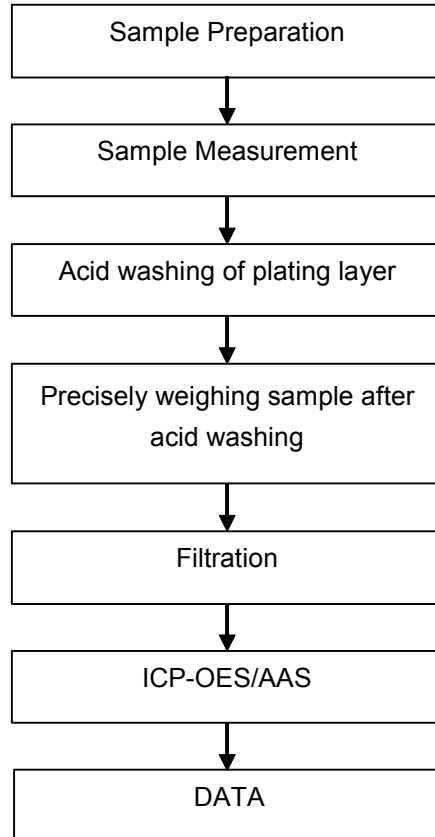 Sample Preparation
Sample Measurement
Acid washing of plating layer
Precisely weighing sample after
acid washing
Filtration
ICP-OES/AAS
DATA